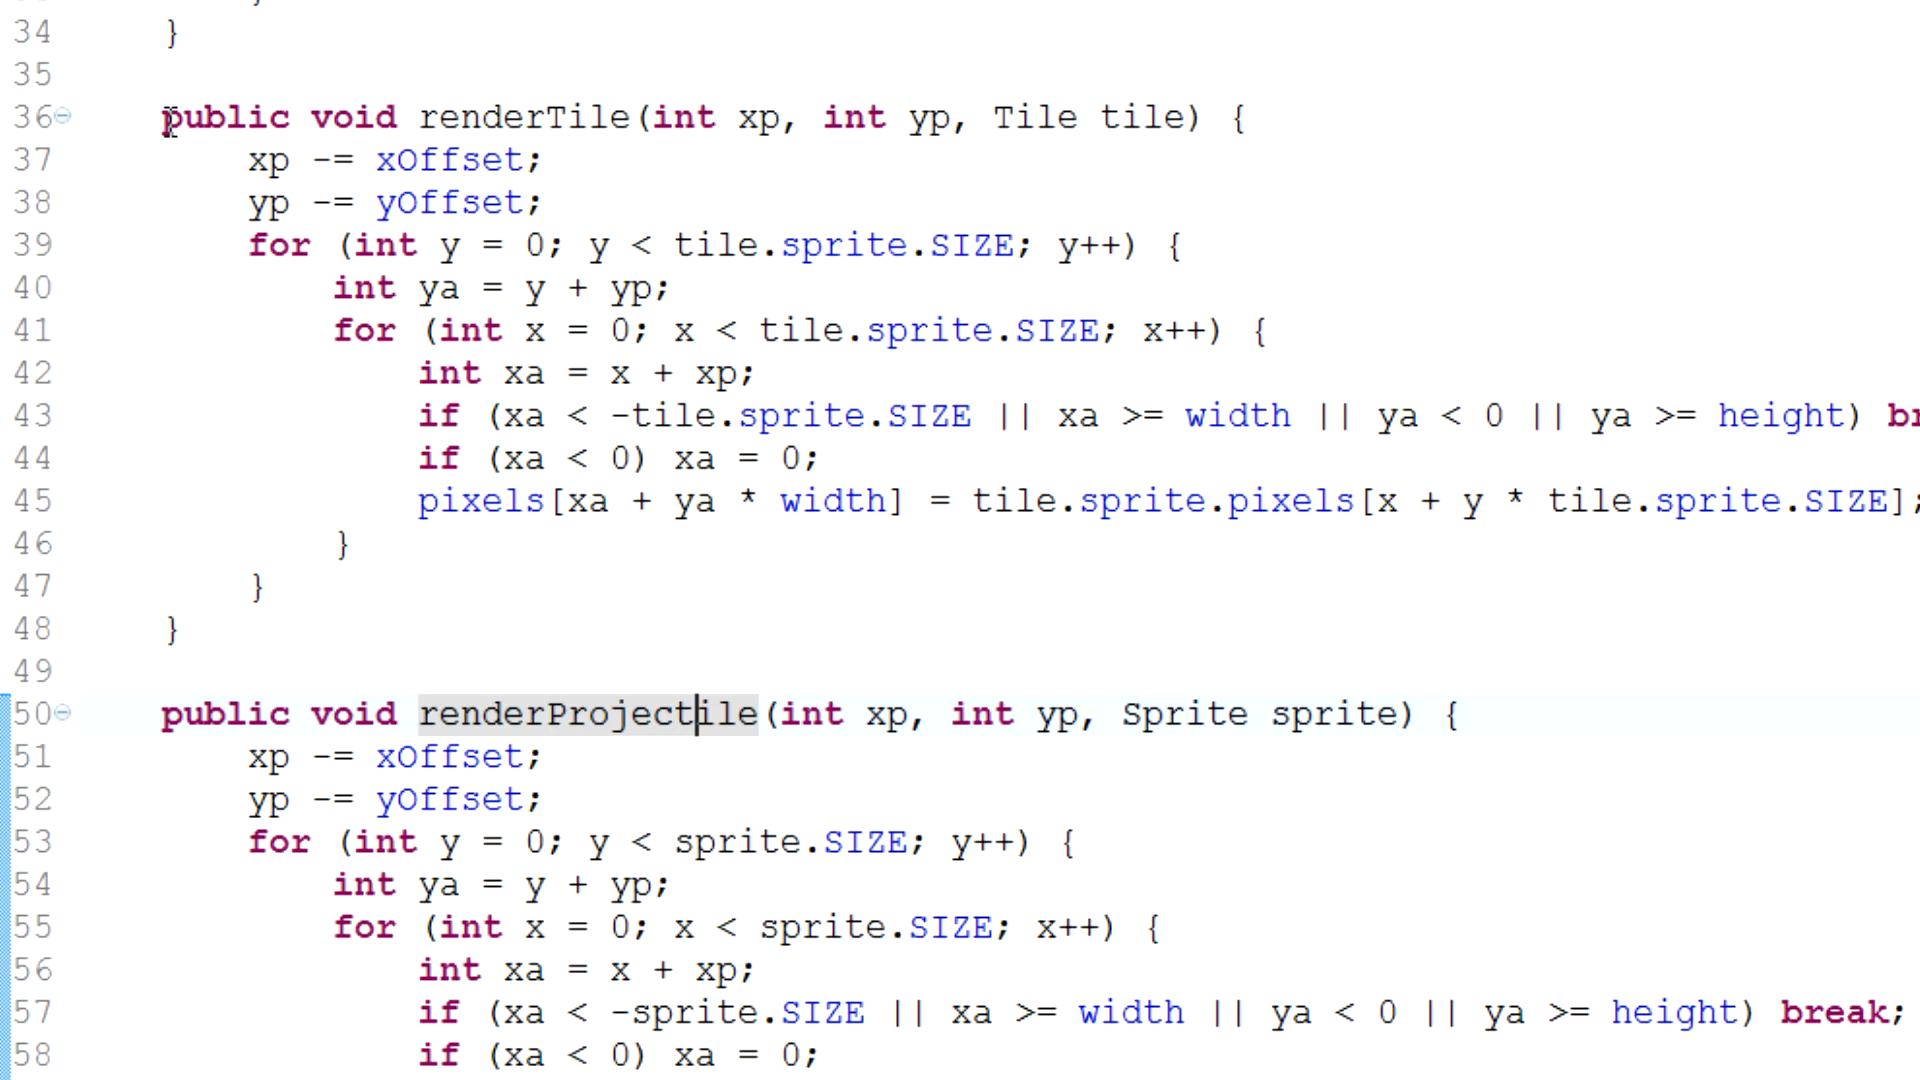 34 }
35
36 public void renderTile(int xp, int yp, Tile tile) {
37 xp -= xOffset;
38 yp -= yOffset;
39 for (int y = 0; y < tile.sprite.SIZE; y++) {
40 int ya = y + yp;
41 for (int x = 0; x < tile.sprite.SIZE; x++) {
42 int xa = x + xp;
43 if (xa < -tile.sprite.SIZE || xa >= width || ya < 0 || ya >= height) br
44 if (xa < 0) xa = 0;
45 pixels[xa + ya * width] = tile.sprite.pixels[x + y * tile.sprite.SIZE];
46 }
47 }
48 }
49
50 public void renderProjectile(int xp, int yp, Sprite sprite) {
51 xp -= xOffset;
52 yp -= yOffset;
53 for (int y = 0; y < sprite.SIZE; y++) {
54 int ya = y + yp;
55 for (int x = 0; x < sprite.SIZE; x++) {
56 int xa = x + xp;
57 if (xa < -sprite.SIZE || xa >= width || ya < 0 || ya >= height) break;
58 if (xa < 0) xa = 0;